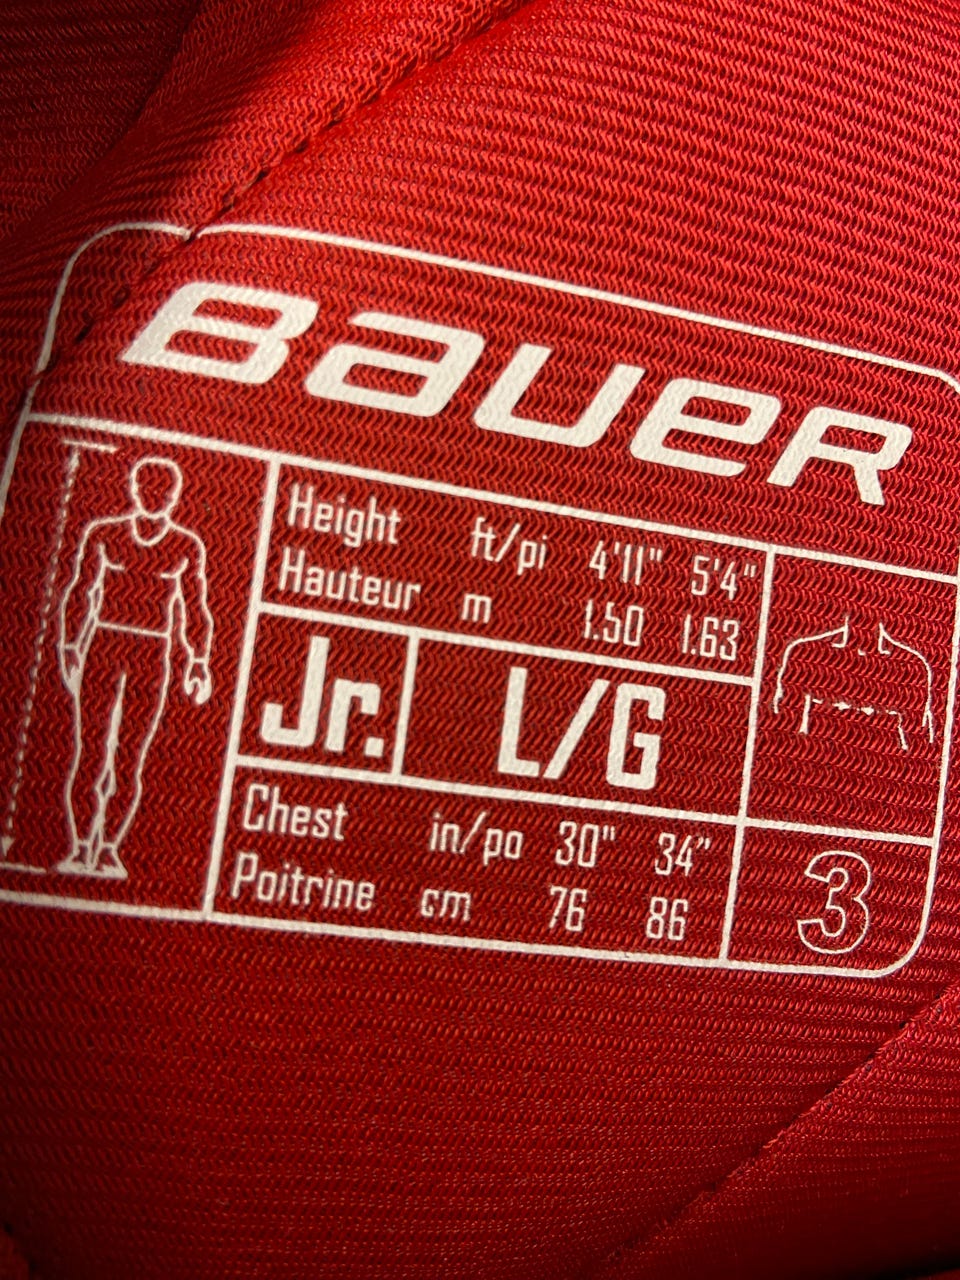 BAUER
Height ft/pi 4'11" 5'4"
Hauteur m 1.50 1.63
Jr. L/G
Chest in/po 30" 34"
Poitrine cm 76 86
3